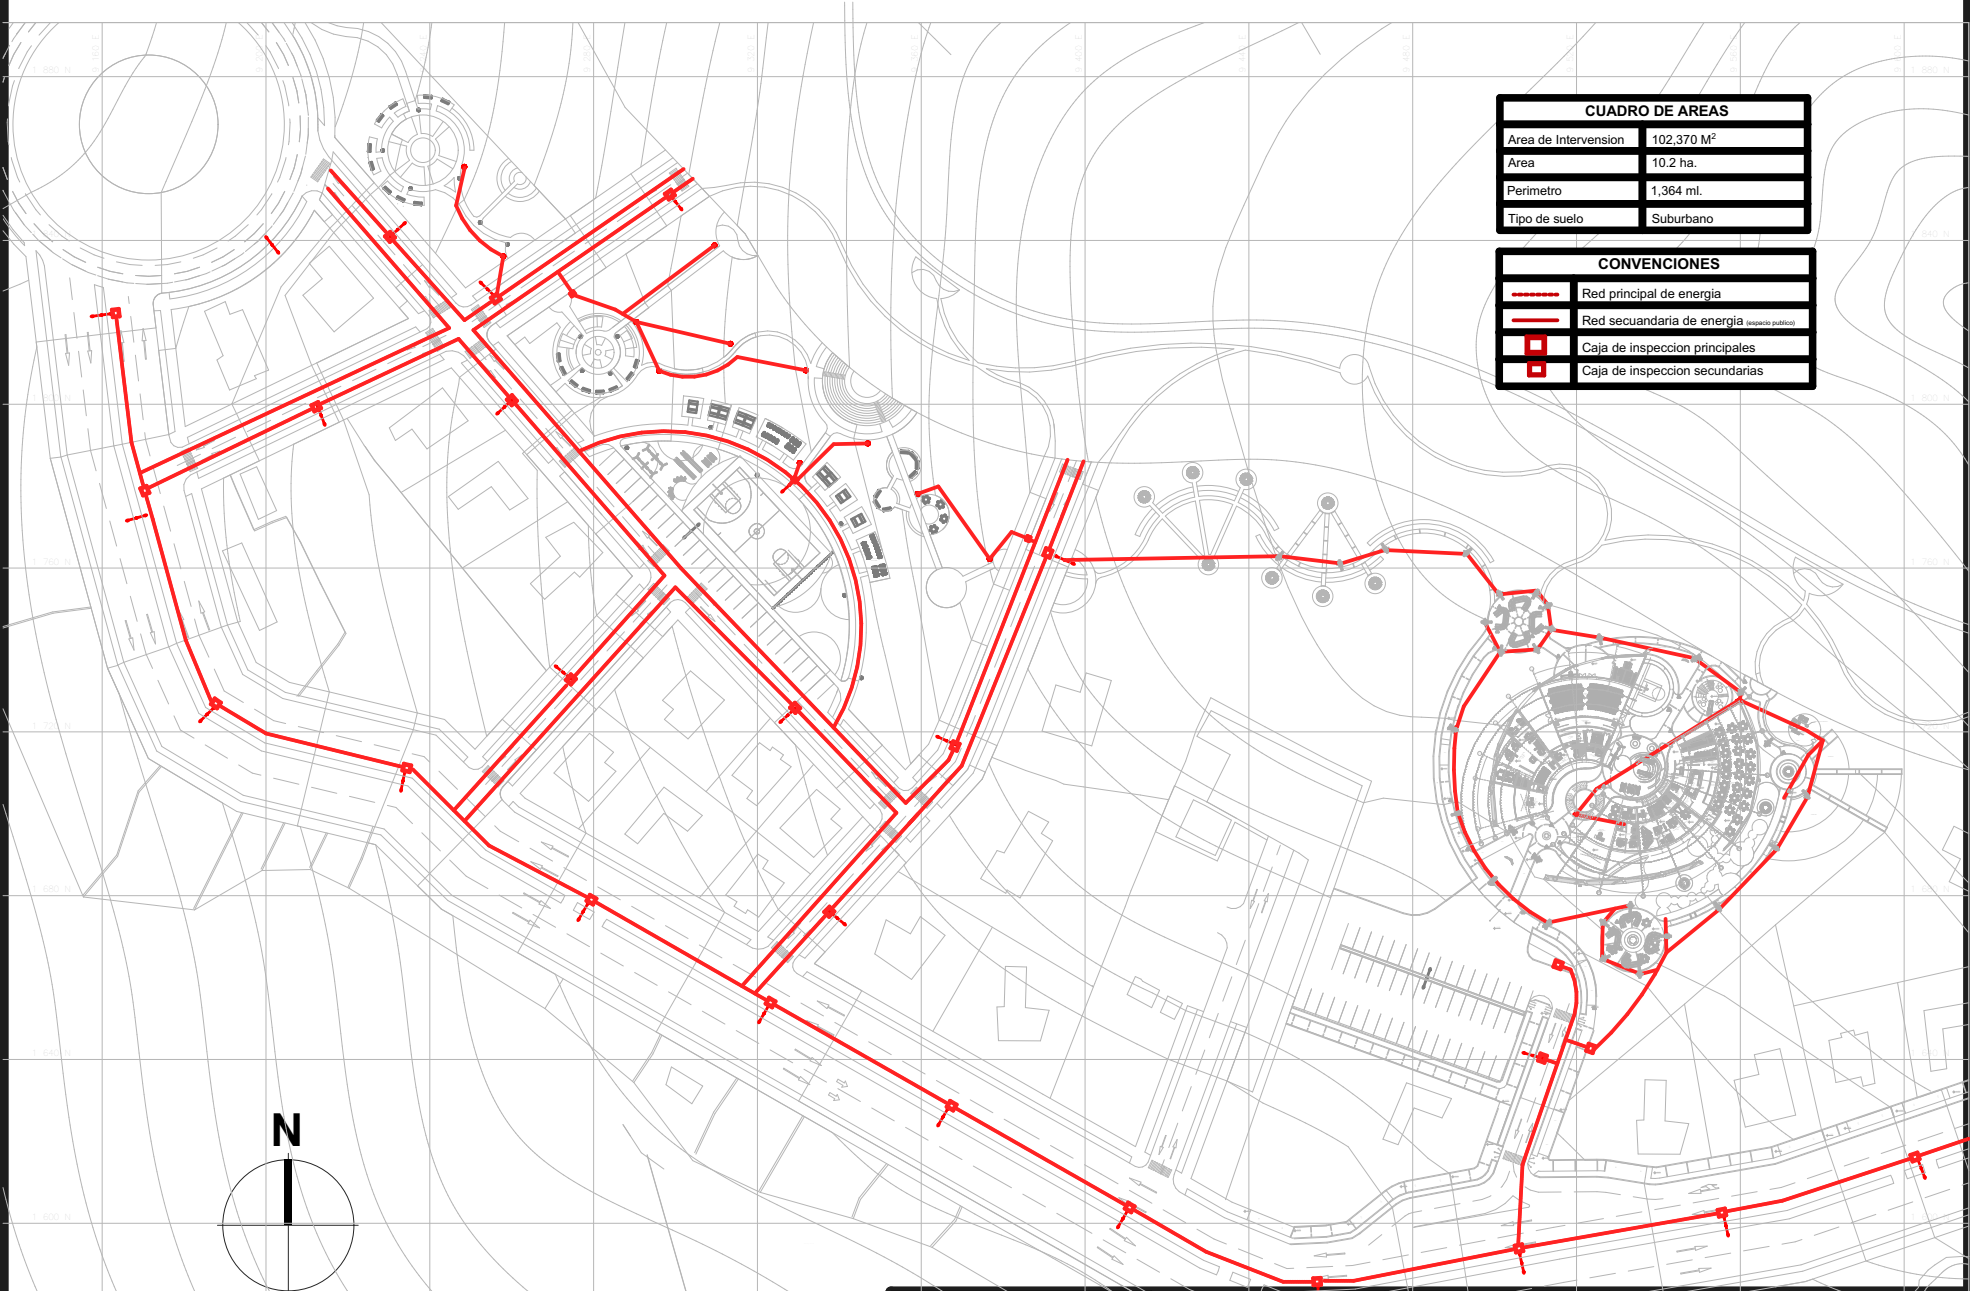 CUADRO DE AREAS
Area de Intervension 102,370 M²
Area 10.2 ha.
Perimetro 1,364 ml.
Tipo de suelo Suburbano
CONVENCIONES
Red principal de energia
Red secuandaria de energia (espacio publico)
Caja de inspeccion principales
Caja de inspeccion secundarias
N